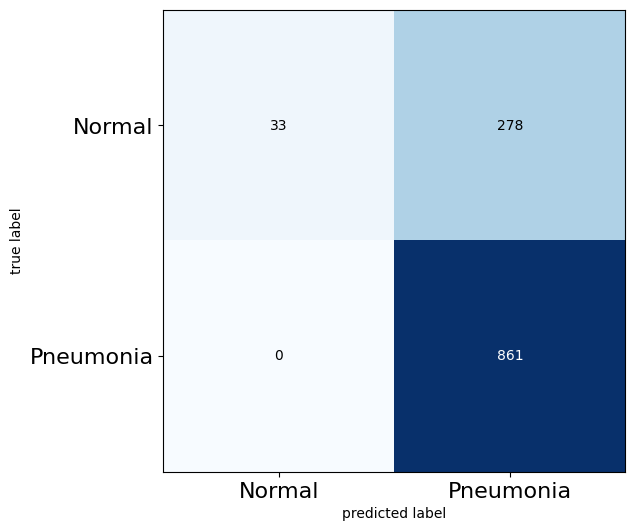 Normal
33
278
true label
Pneumonia
0
861
Normal
Pneumonia
predicted label